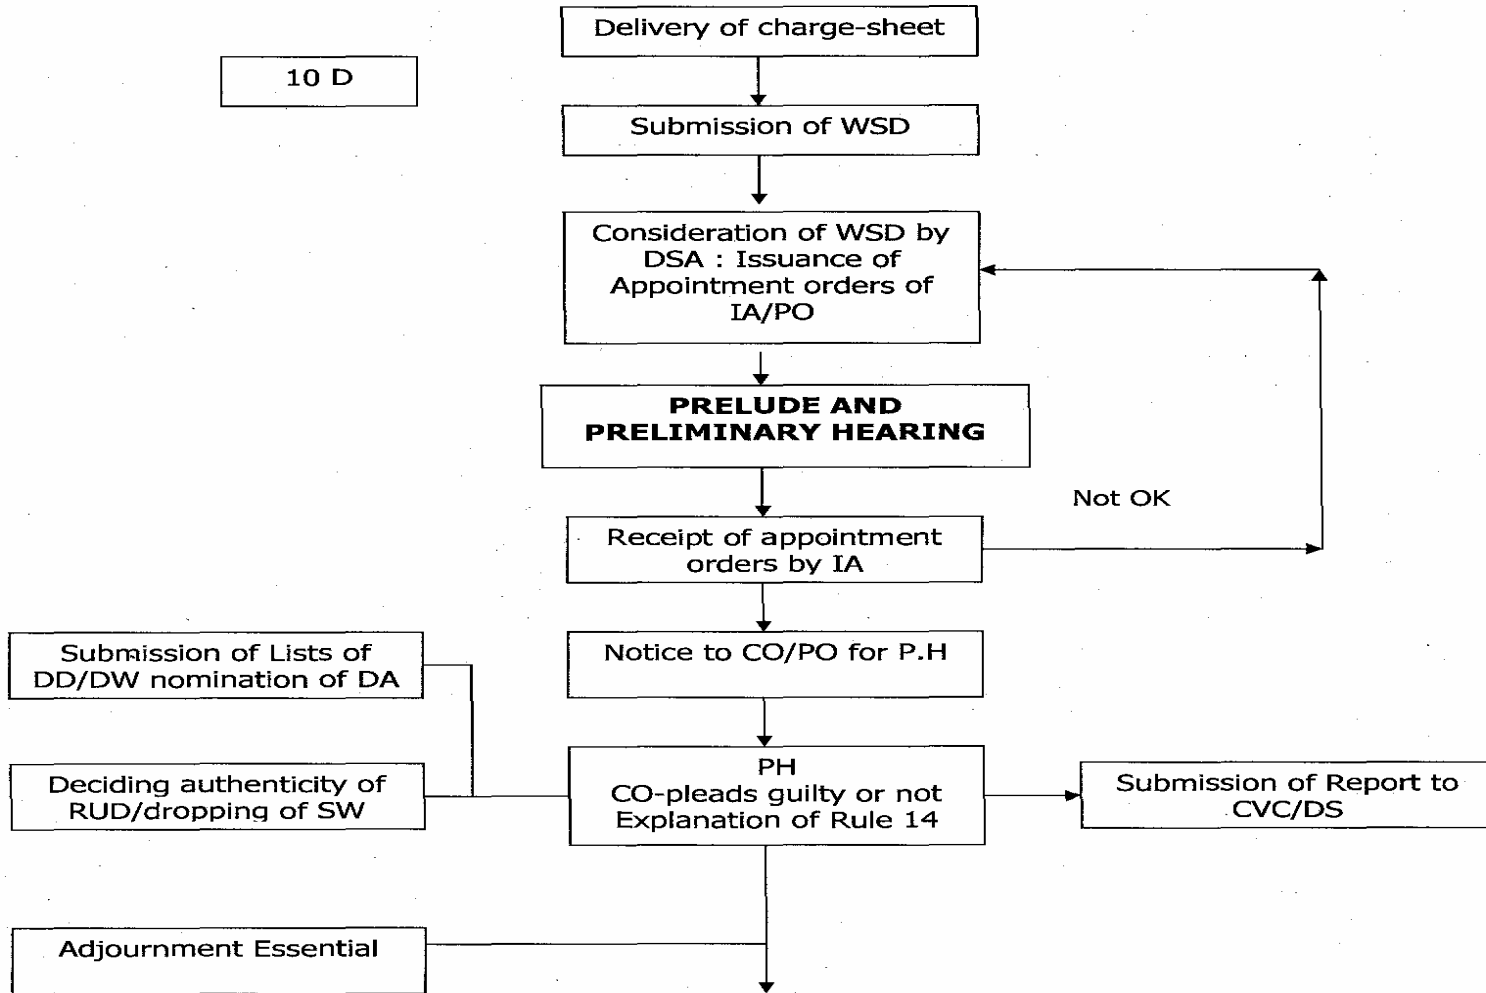 Delivery of charge-sheet
10 D
Submission of WSD
Consideration of WSD by
DSA : Issuance of
Appointment orders of
IA/PO
PRELUDE AND
PRELIMINARY HEARING
Not OK
Receipt of appointment
orders by IA
Submission of Lists of
DD/DW nomination of DA
Notice to CO/PO for P.H
Deciding authenticity of
RUD/dropping of SW
PH
CO-pleads guilty or not
Explanation of Rule 14
Submission of Report to
CVC/DS
Adjournment Essential